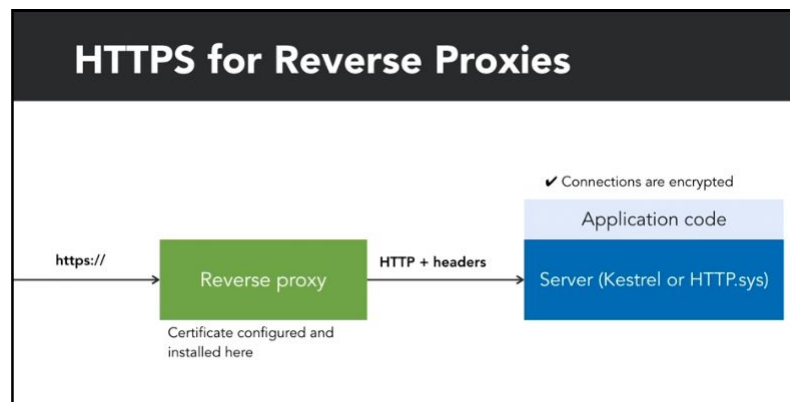 HTTPS for Reverse Proxies
✔ Connections are encrypted
Application code
https://
Reverse proxy
HTTP + headers
Server (Kestrel or HTTP.sys)
Certificate configured and
installed here